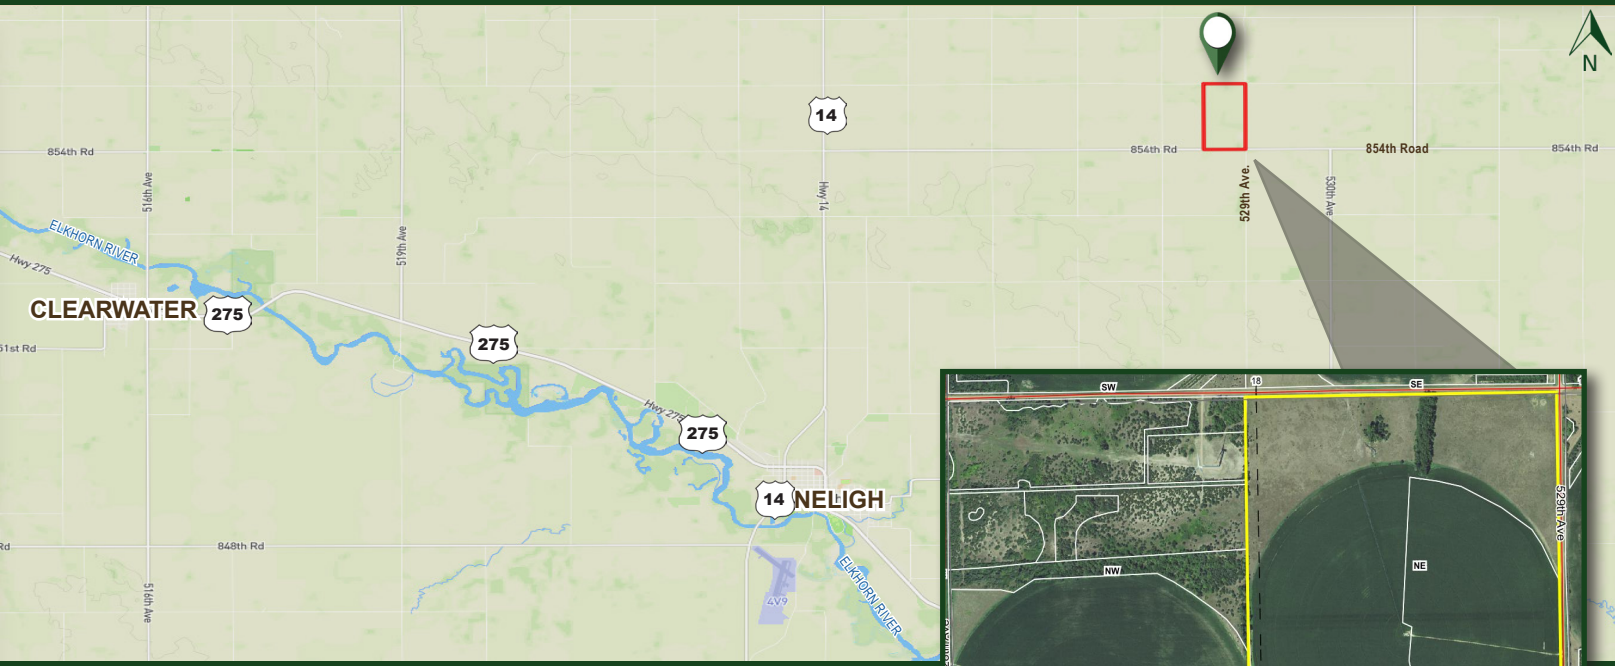 N
14
854th Rd
854th Rd
854th Road
854th Rd
516th Ave
519th Ave
Hwy 14
529th Ave.
530th Ave
ELKHORN RIVER
Hwy 275
CLEARWATER
275
275
51st Rd
Hwy 275
275
14
NELIGH
848th Rd
Rd
516th Ave
4V9
ELKHORN RIVER
SW
18
SE
529th Ave
NE
NW